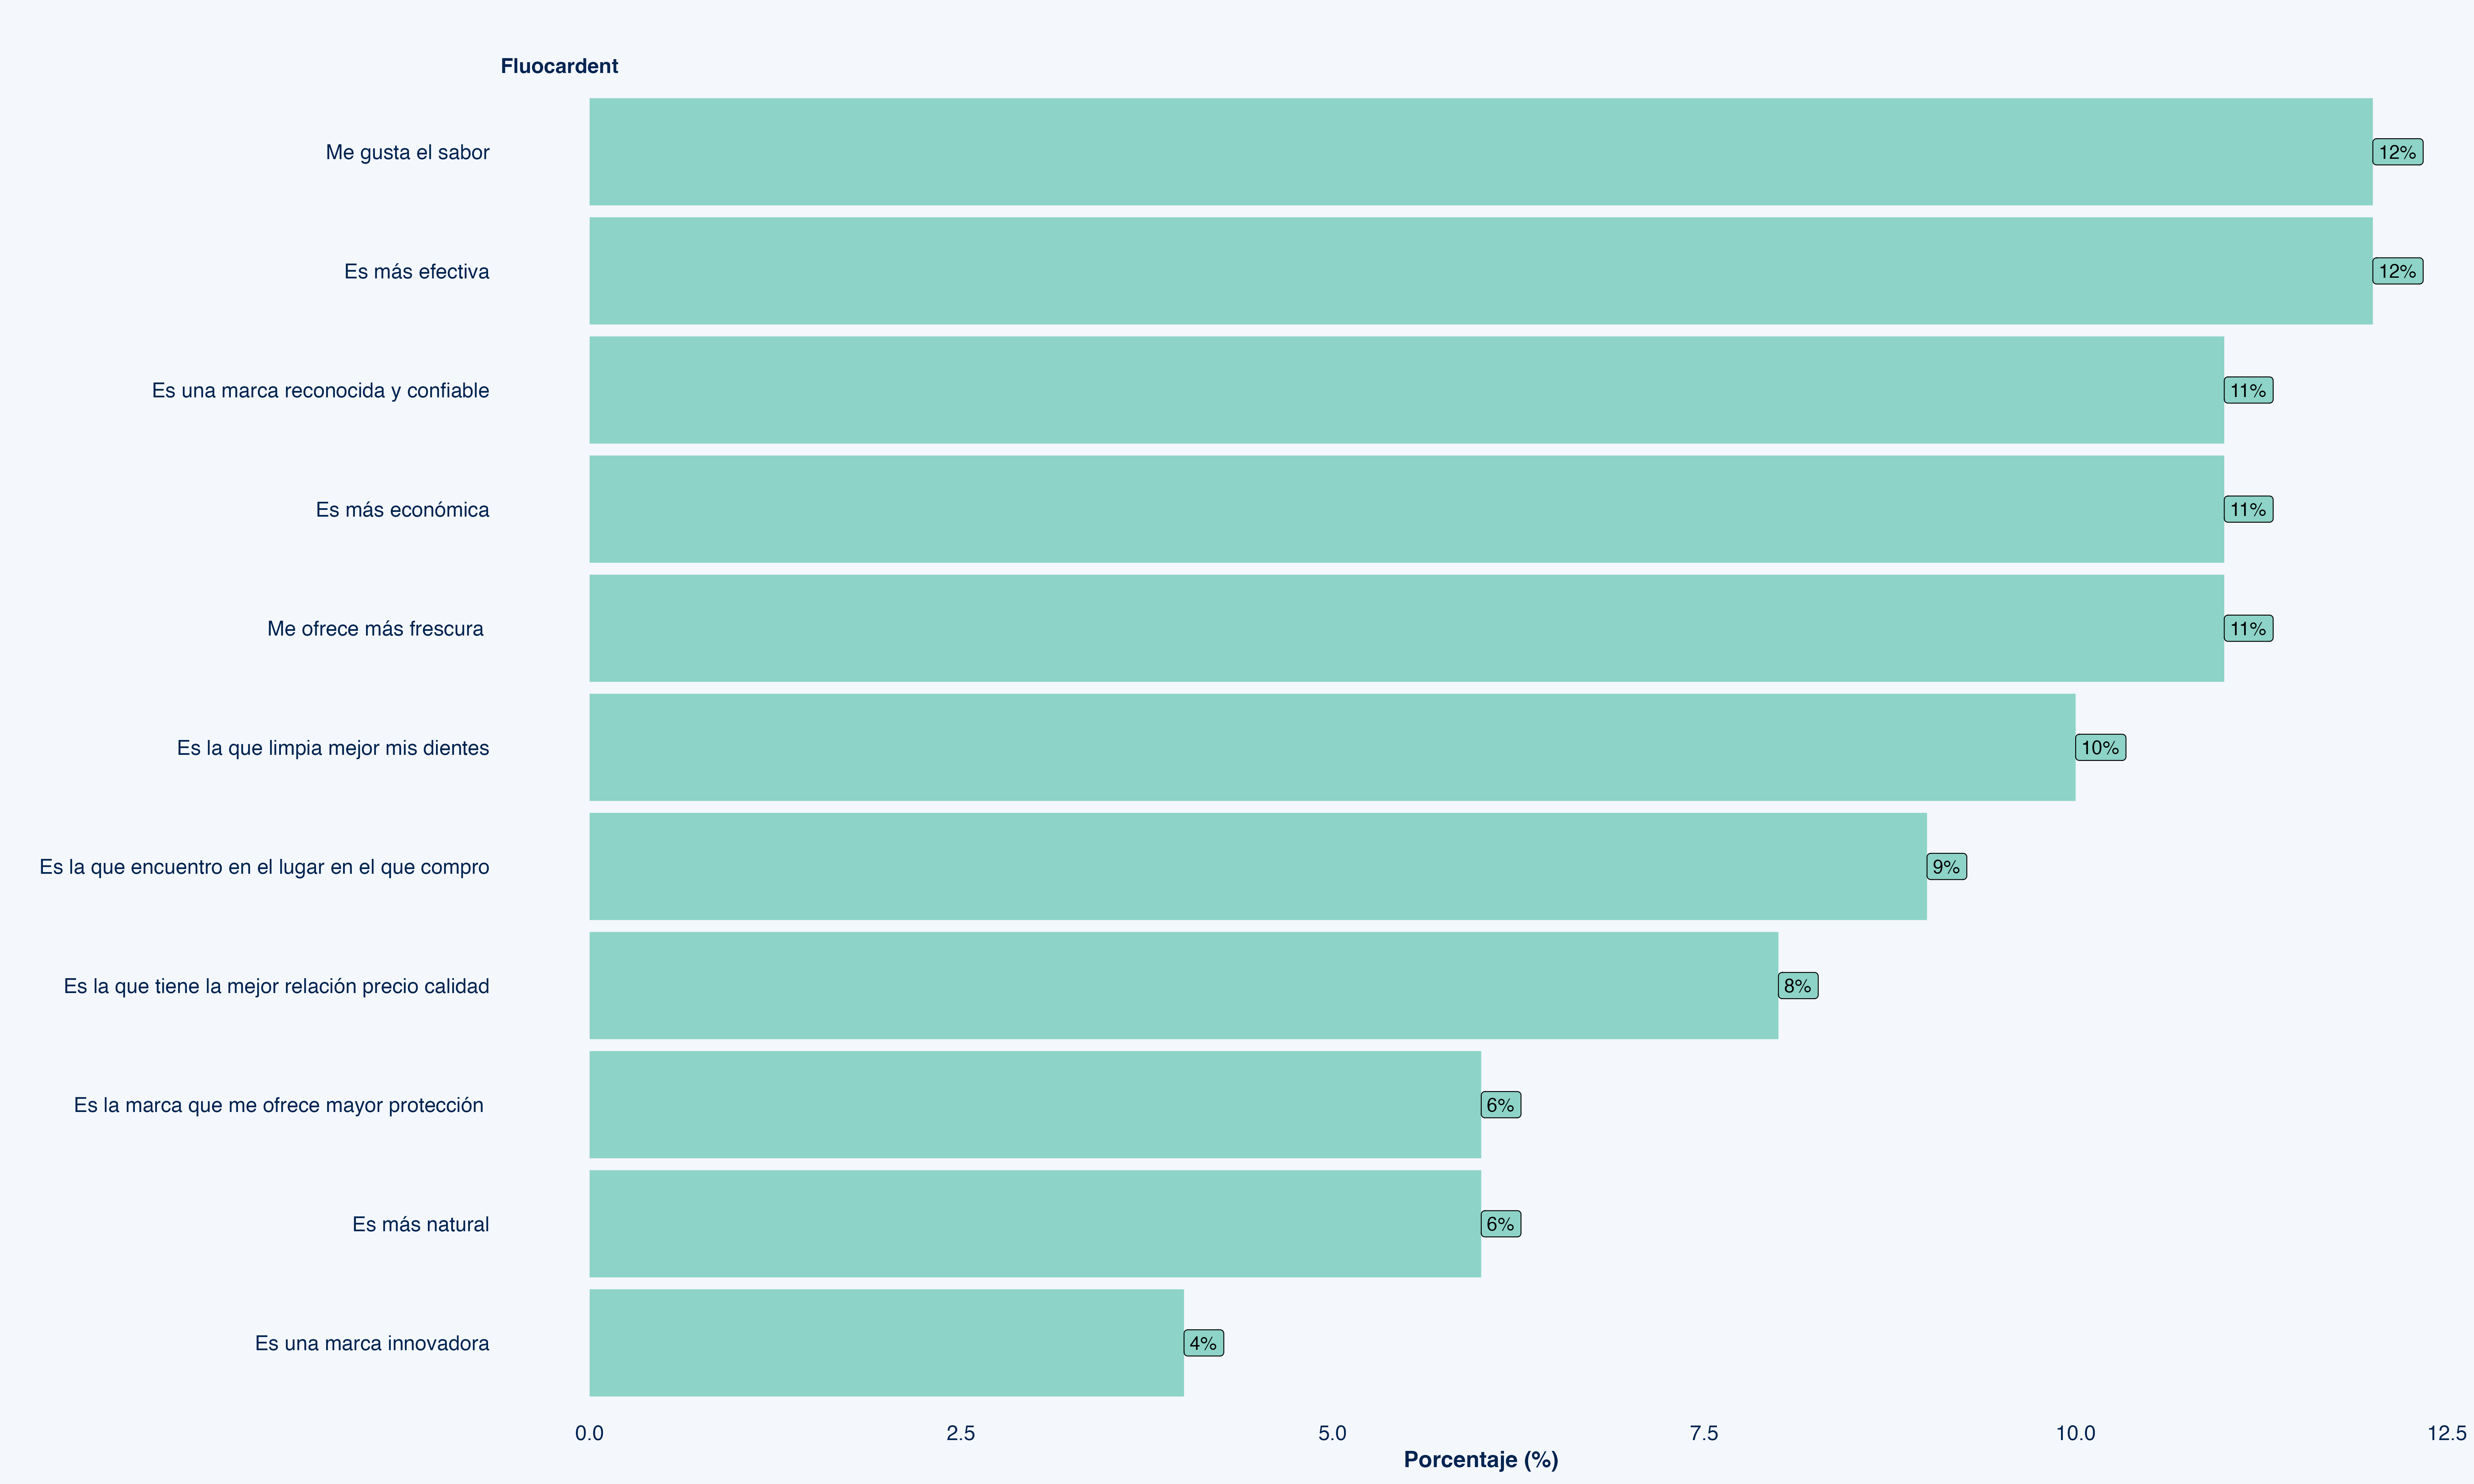 Fluocardent
Me gusta el sabor
12%
Es más efectiva
12%
Es una marca reconocida y confiable
11%
Es más económica
11%
Me ofrece más frescura
11%
Es la que limpia mejor mis dientes
10%
Es la que encuentro en el lugar en el que compro
9%
Es la que tiene la mejor relación precio calidad
8%
Es la marca que me ofrece mayor protección
6%
Es más natural
6%
Es una marca innovadora
4%
0.0 2.5 5.0 7.5 10.0 12.5
Porcentaje (%)